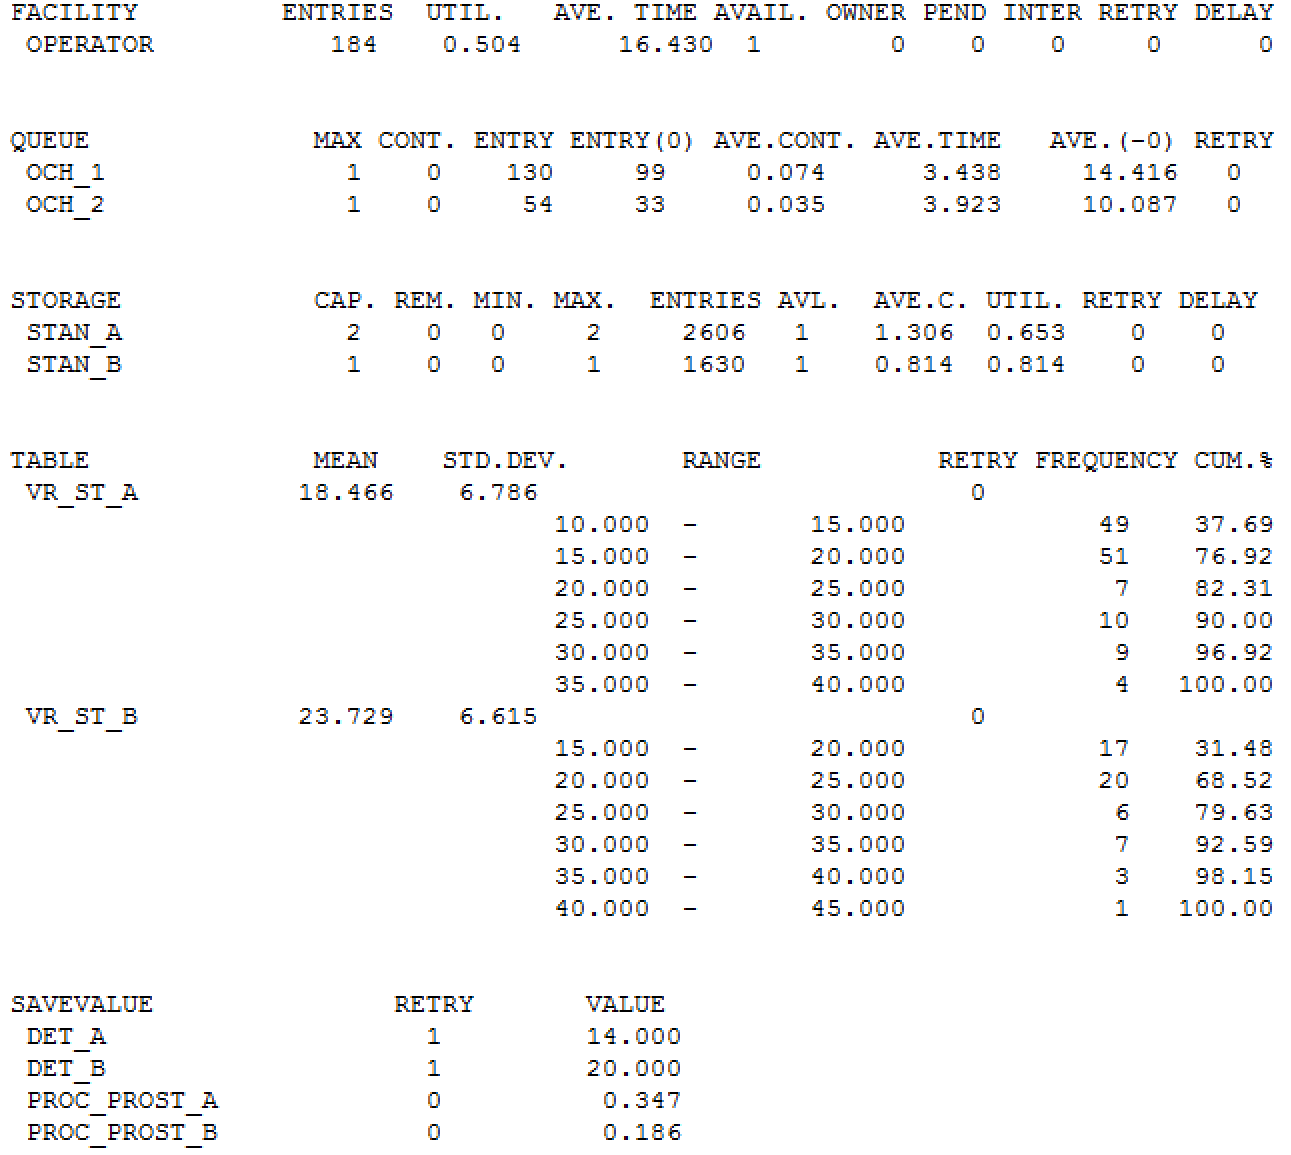 FACILITY ENTRIES UTIL. AVE. TIME AVAIL. OWNER PEND INTER RETRY DELAY
OPERATOR 184 0.504 16.430 1 0 0 0 0 0
QUEUE MAX CONT. ENTRY ENTRY(0) AVE.CONT. AVE.TIME AVE.(-0) RETRY
OCH_1 1 0 130 99 0.074 3.438 14.416 0
OCH_2 1 0 54 33 0.035 3.923 10.087 0
STORAGE CAP. REM. MIN. MAX. ENTRIES AVL. AVE.C. UTIL. RETRY DELAY
STAN_A 2 0 0 2 2606 1 1.306 0.653 0 0
STAN_B 1 0 0 1 1630 1 0.814 0.814 0 0
TABLE MEAN STD.DEV. RANGE RETRY FREQUENCY CUM.%
VR_ST_A 18.466 6.786 0
10.000 - 15.000 49 37.69
15.000 - 20.000 51 76.92
20.000 - 25.000 7 82.31
25.000 - 30.000 10 90.00
30.000 - 35.000 9 96.92
35.000 - 40.000 4 100.00
VR_ST_B 23.729 6.615 0
15.000 - 20.000 17 31.48
20.000 - 25.000 20 68.52
25.000 - 30.000 6 79.63
30.000 - 35.000 7 92.59
35.000 - 40.000 3 98.15
40.000 - 45.000 1 100.00
SAVEVALUE RETRY VALUE
DET_A 1 14.000
DET_B 1 20.000
PROC_PROST_A 0 0.347
PROC_PROST_B 0 0.186